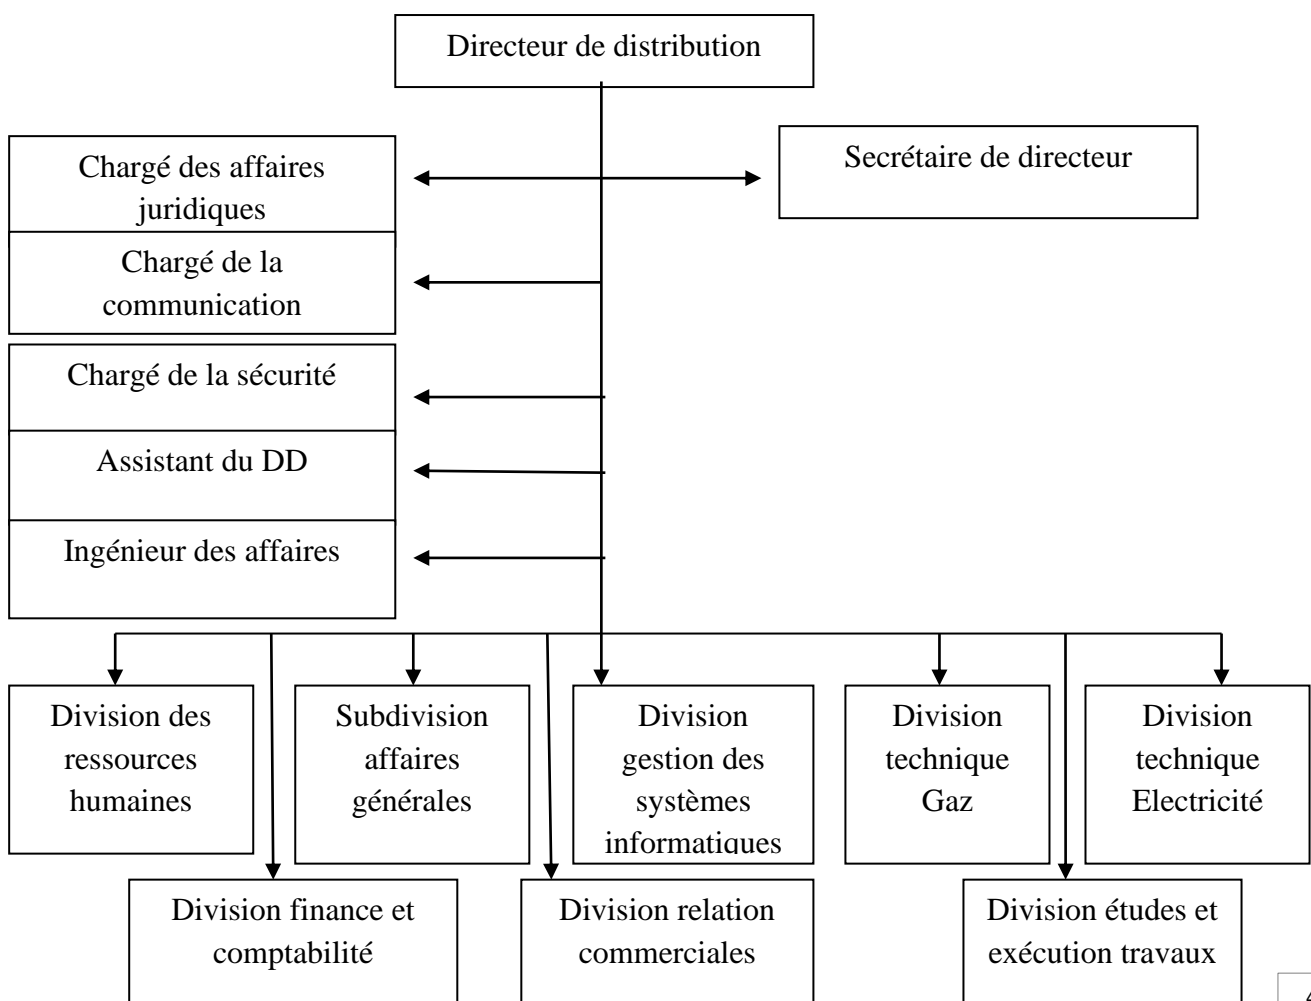 Directeur de distribution
Chargé des affaires
juridiques
Secrétaire de directeur
Chargé de la
communication
Chargé de la sécurité
Assistant du DD
Ingénieur des affaires
Division des
ressources
humaines
Subdivision
affaires
générales
Division
gestion des
systèmes
informatiques
Division
technique
Gaz
Division
technique
Electricité
Division finance et
comptabilité
Division relation
commerciales
Division études et
exécution travaux